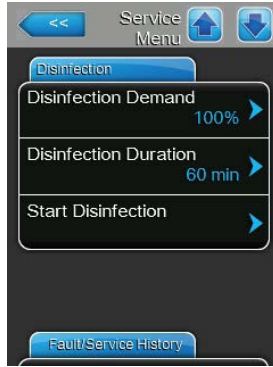 << Service
Menu
Disinfection
Disinfection Demand
100%
Disinfection Duration
60 min
Start Disinfection
Fault/Service History